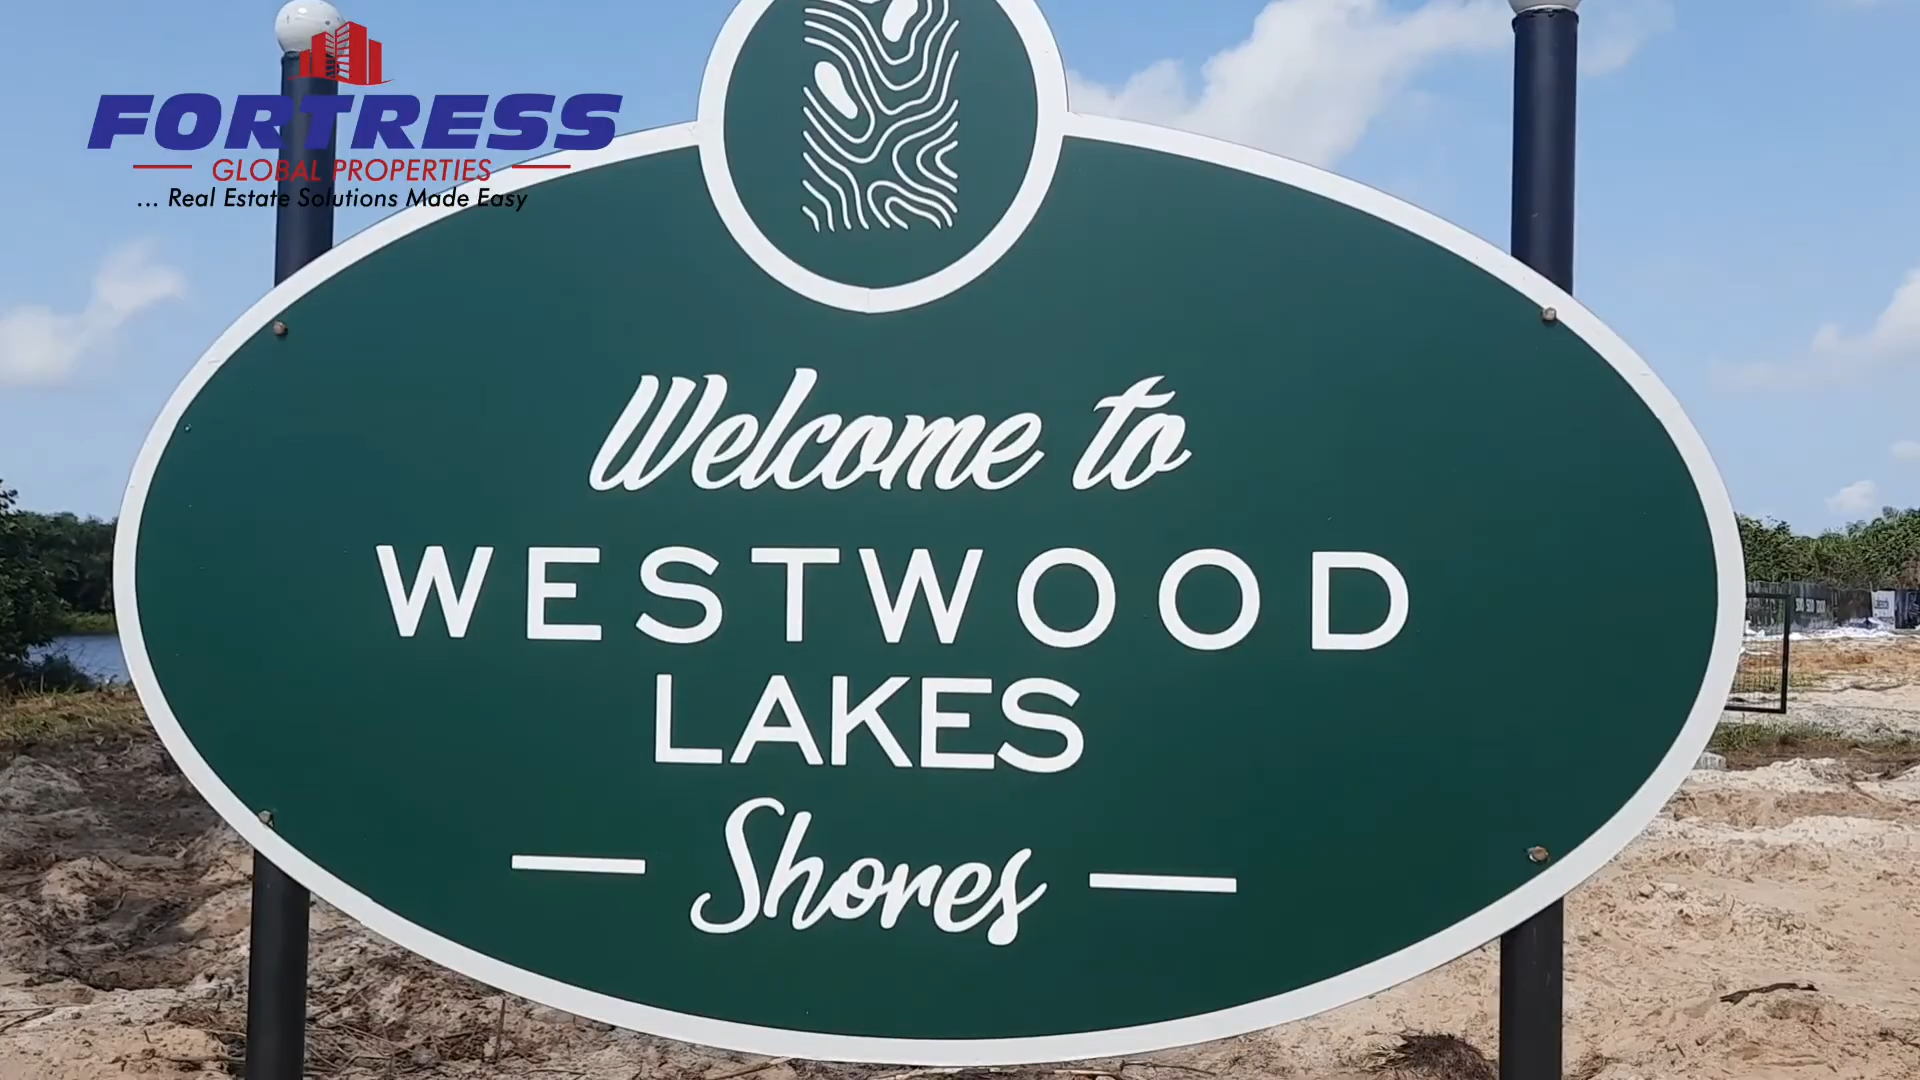 FORTRESS
GLOBAL PROPERTIES
... Real Estate Solutions Made Easy
Welcome to
WESTWOOD
LAKES
Shores